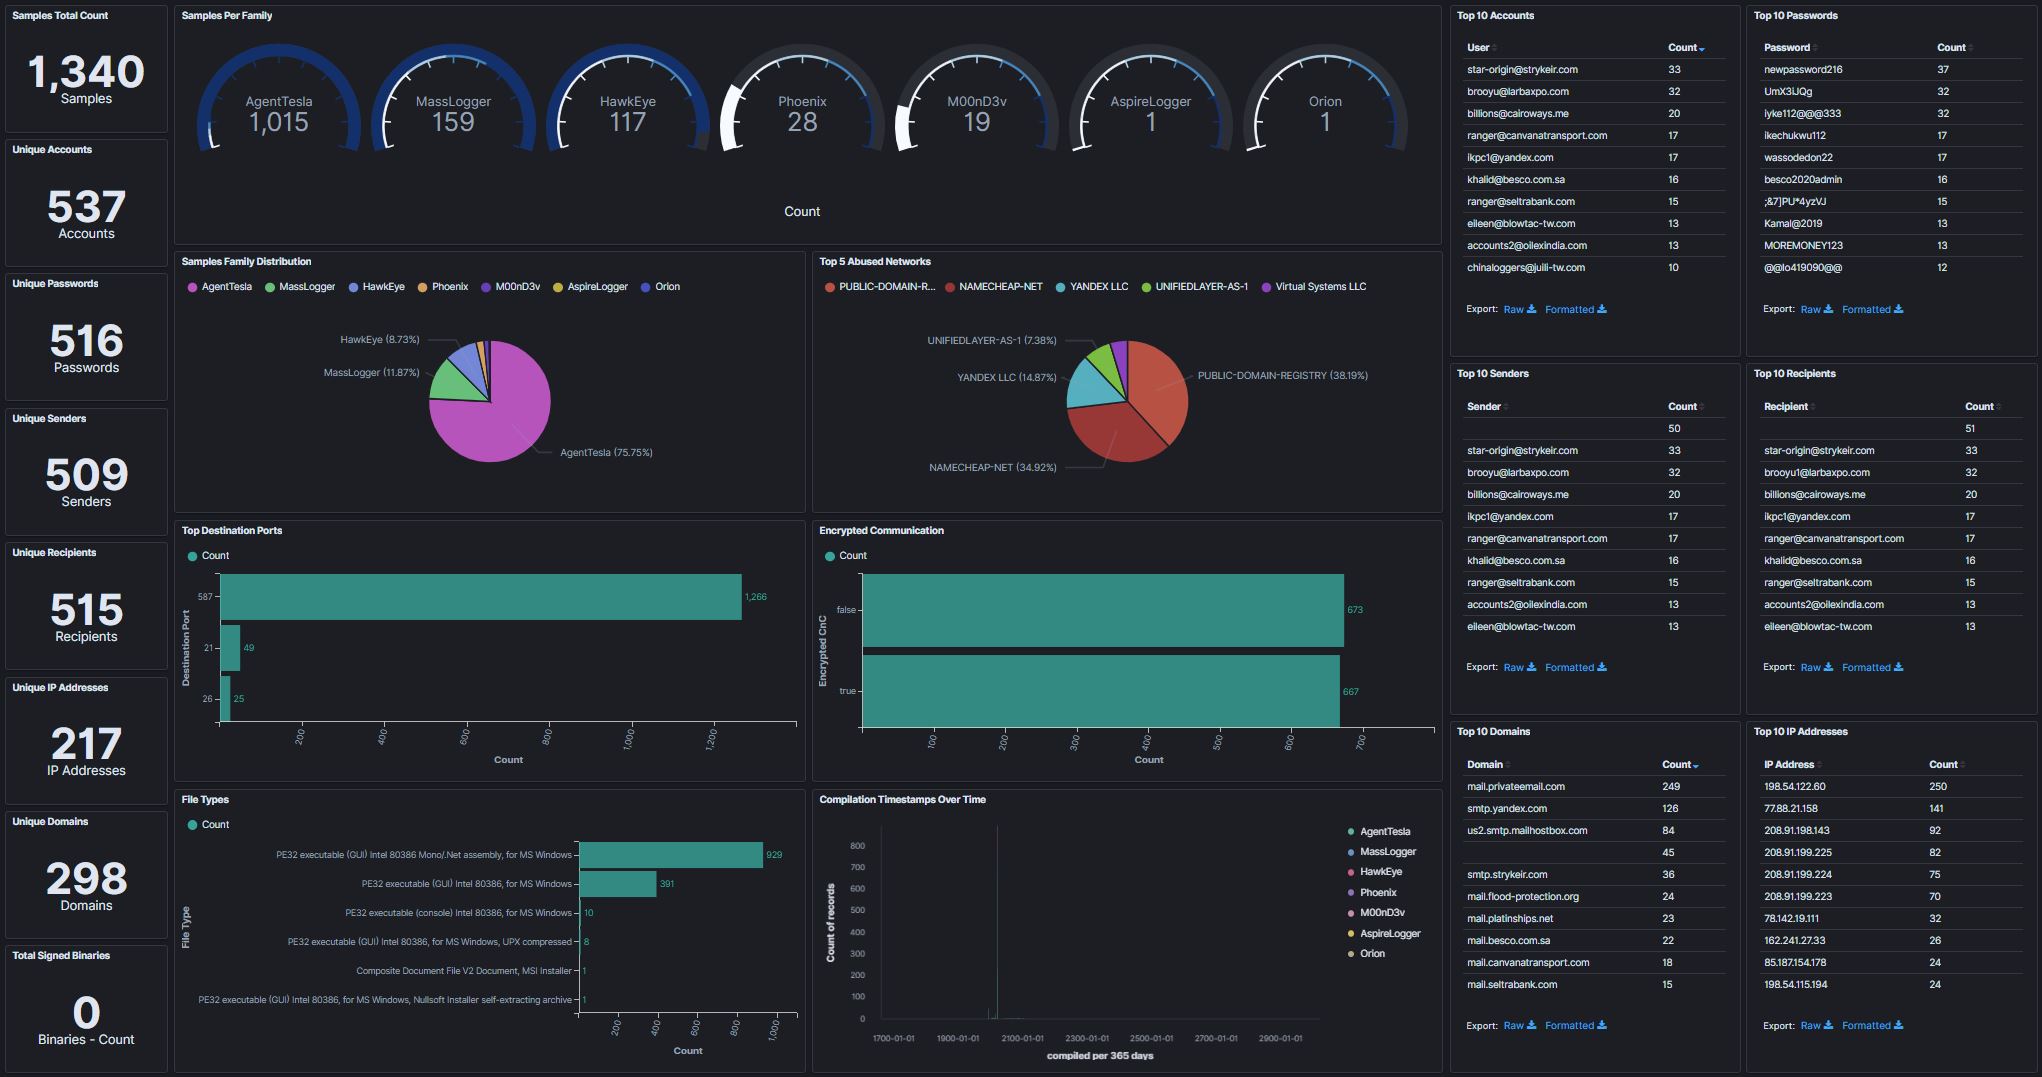 Samples Total Count
1,340
Samples
Unique Accounts
537
Accounts
Unique Passwords
516
Passwords
Unique Senders
509
Senders
Unique Recipients
515
Recipients
Unique IP Addresses
217
IP Addresses
Unique Domains
298
Domains
Total Signed Binaries
0
Binaries - Count
Samples Per Family
AgentTesla
1,015
MassLogger
159
HawkEye
117
Phoenix
28
M00nD3v
19
AspireLogger
1
Orion
1
Count
Samples Family Distribution
AgentTesla MassLogger HawkEye Phoenix M00nD3v AspireLogger Orion
HawkEye (8.73%)
MassLogger (11.87%)
AgentTesla (75.75%)
Top 5 Abused Networks
PUBLIC-DOMAIN-R... NAMECHEAP-NET YANDEX LLC UNIFIEDLAYER-AS-1 Virtual Systems LLC
UNIFIEDLAYER-AS-1 (7.38%)
YANDEX LLC (14.87%)
PUBLIC-DOMAIN-REGISTRY (38.19%)
NAMECHEAP-NET (34.92%)
Top Destination Ports
Count
Destination Port
587 1,266
21 49
26 25
200 400 600 800 1,000 1,200
Count
Encrypted Communication
Count
Encrypted CnC
false 673
true 667
100 200 300 400 500 600 700
Count
File Types
Count
File Type
PE32 executable (GUI) Intel 80386 Mono/.Net assembly, for MS Windows 929
PE32 executable (GUI) Intel 80386, for MS Windows 391
PE32 executable (console) Intel 80386, for MS Windows 10
PE32 executable (GUI) Intel 80386, for MS Windows, UPX compressed 8
Composite Document File V2 Document, MSI Installer 1
PE32 executable (GUI) Intel 80386, for MS Windows, Nullsoft Installer self-extracting archive 1
200 400 600 800 1,000
Count
Compilation Timestamps Over Time
Count of records
800
700
600
500
400
300
200
100
0
1700-01-01 1900-01-01 2100-01-01 2300-01-01 2500-01-01 2700-01-01 2900-01-01
compiled per 365 days
AgentTesla
MassLogger
HawkEye
Phoenix
M00nD3v
AspireLogger
Orion
Top 10 Accounts
User Count
star-origin@strykeir.com 33
brooyu@larbaxpo.com 32
billions@cairoways.me 20
ranger@canvanatransport.com 17
ikpc1@yandex.com 17
khalid@besco.com.sa 16
ranger@seltrabank.com 15
eileen@blowtac-tw.com 13
accounts2@oilexindia.com 13
chinaloggers@juili-tw.com 10
Export: Raw Formatted
Top 10 Passwords
Password Count
newpassword216 37
UmX3iJQg 32
iyke112@@@333 32
ikechukwu112 17
wassodedon22 17
besco2020admin 16
;&7]PU*4yzVJ 15
Kamal@2019 13
MOREMONEY123 13
@@Io419090@@ 12
Export: Raw Formatted
Top 10 Senders
Sender Count
50
star-origin@strykeir.com 33
brooyu@larbaxpo.com 32
billions@cairoways.me 20
ikpc1@yandex.com 17
ranger@canvanatransport.com 17
khalid@besco.com.sa 16
ranger@seltrabank.com 15
accounts2@oilexindia.com 13
eileen@blowtac-tw.com 13
Export: Raw Formatted
Top 10 Recipients
Recipient Count
51
star-origin@strykeir.com 33
brooyu1@larbaxpo.com 32
billions@cairoways.me 20
ikpc1@yandex.com 17
ranger@canvanatransport.com 17
khalid@besco.com.sa 16
ranger@seltrabank.com 15
accounts2@oilexindia.com 13
eileen@blowtac-tw.com 13
Export: Raw Formatted
Top 10 Domains
Domain Count
mail.privateemail.com 249
smtp.yandex.com 126
us2.smtp.mailhostbox.com 84
45
smtp.strykeir.com 36
mail.flood-protection.org 24
mail.platinships.net 23
mail.besco.com.sa 22
mail.canvanatransport.com 18
mail.seltrabank.com 15
Export: Raw Formatted
Top 10 IP Addresses
IP Address Count
198.54.122.60 250
77.88.21.158 141
208.91.198.143 92
208.91.199.225 82
208.91.199.224 75
208.91.199.223 70
78.142.19.111 32
162.241.27.33 26
85.187.154.178 24
198.54.115.194 24
Export: Raw Formatted